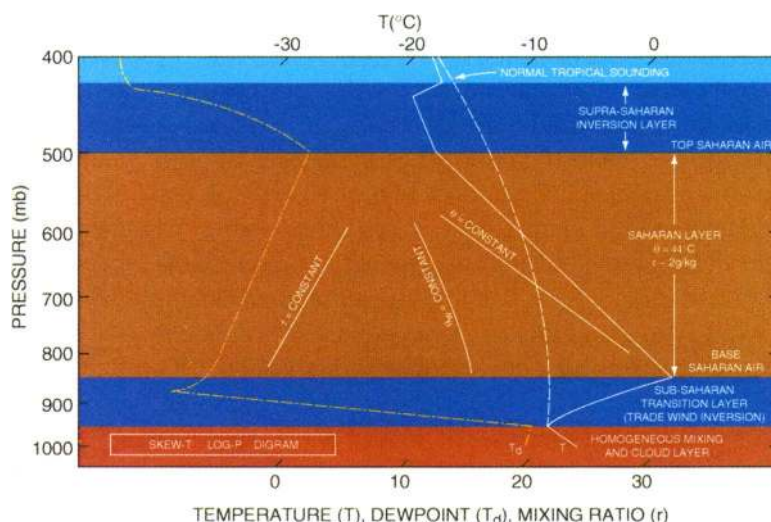 T(°C)
-30 -20 -10 0
400
NORMAL TROPICAL SOUNDING
SUPRA-SAHARAN
INVERSION LAYER
TOP SAHARAN AIR
500
θ = CONSTANT
600
SAHARAN LAYER
θ = 44°C
r ~ 2g/kg
r = CONSTANT
θw = CONSTANT
PRESSURE (mb)
700
800
BASE
SAHARAN AIR
SUB-SAHARAN
TRANSITION LAYER
(TRADE WIND INVERSION)
900
1000
SKEW-T: LOG-P DIGRAM
Td
T
HOMOGENEOUS MIXING
AND CLOUD LAYER
0 10 20 30
TEMPERATURE (T), DEWPOINT (Td), MIXING RATIO (r)